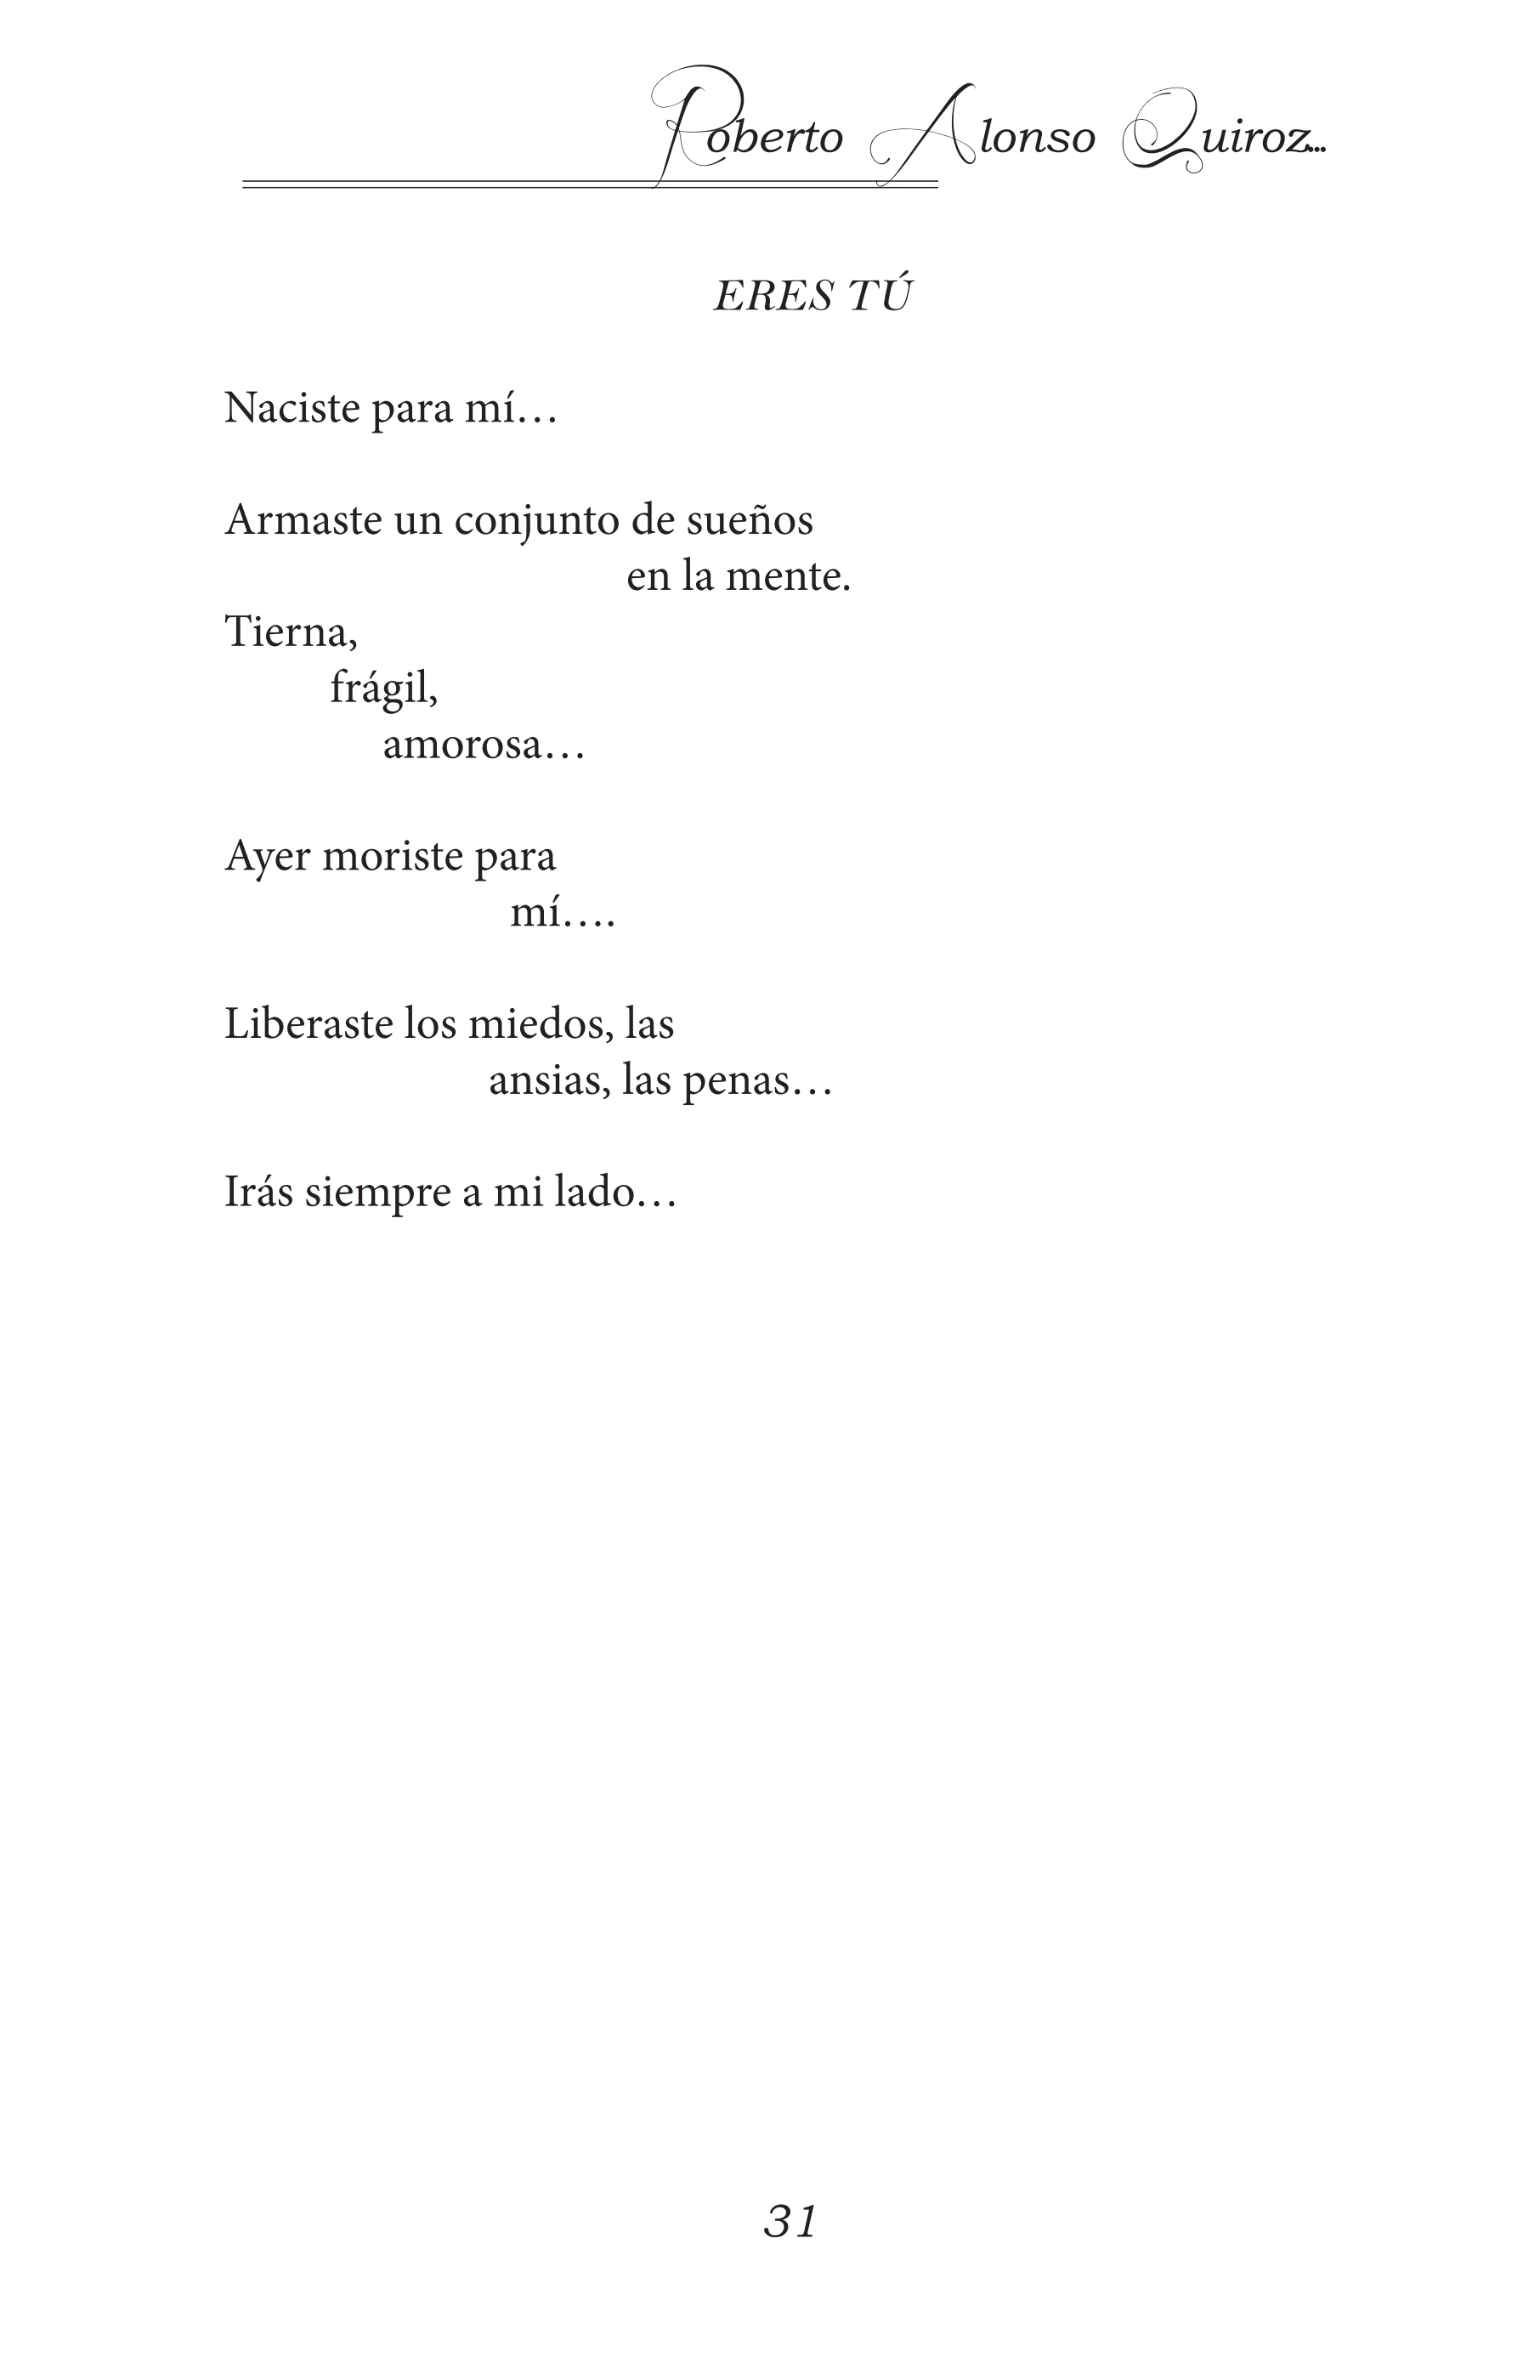 Roberto Alonso Quiroz...
ERES TÚ
Naciste para mí…
Armaste un conjunto de sueños
en la mente.
Tierna,
frágil,
amorosa…
Ayer moriste para
mí….
Liberaste los miedos, las
ansias, las penas…
Irás siempre a mi lado…
31